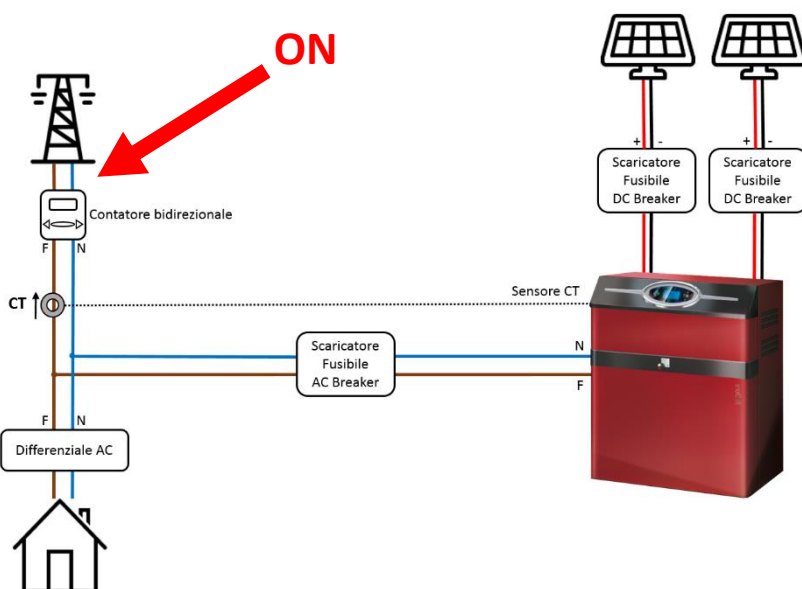 ON
+ -
+ -
Scaricatore
Fusibile
DC Breaker
Scaricatore
Fusibile
DC Breaker
Contatore bidirezionale
F N
CT
Sensore CT
N
Scaricatore
Fusibile
AC Breaker
F
F N
Differenziale AC